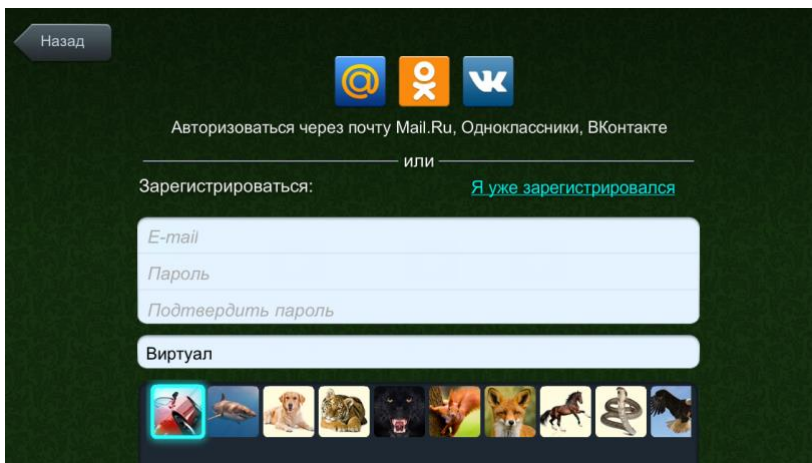 Назад
Авторизоваться через почту Mail.Ru, Одноклассники, ВКонтакте
или
Зарегистрироваться: Я уже зарегистрировался
E-mail
Пароль
Подтвердить пароль
Виртуал